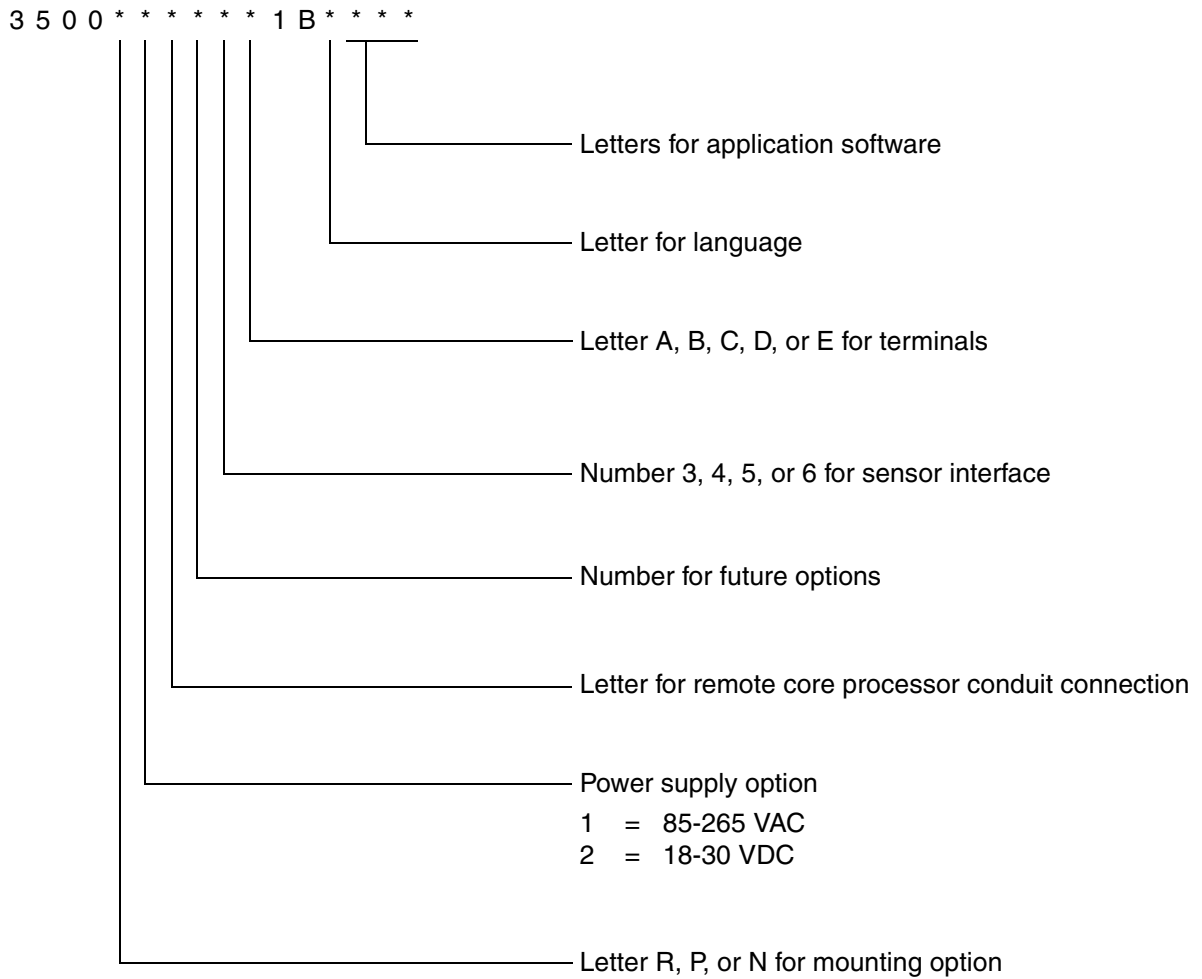 3 5 0 0 * * * * * * 1 B * * * *
Letters for application software
Letter for language
Letter A, B, C, D, or E for terminals
Number 3, 4, 5, or 6 for sensor interface
Number for future options
Letter for remote core processor conduit connection
Power supply option
1 = 85-265 VAC
2 = 18-30 VDC
Letter R, P, or N for mounting option